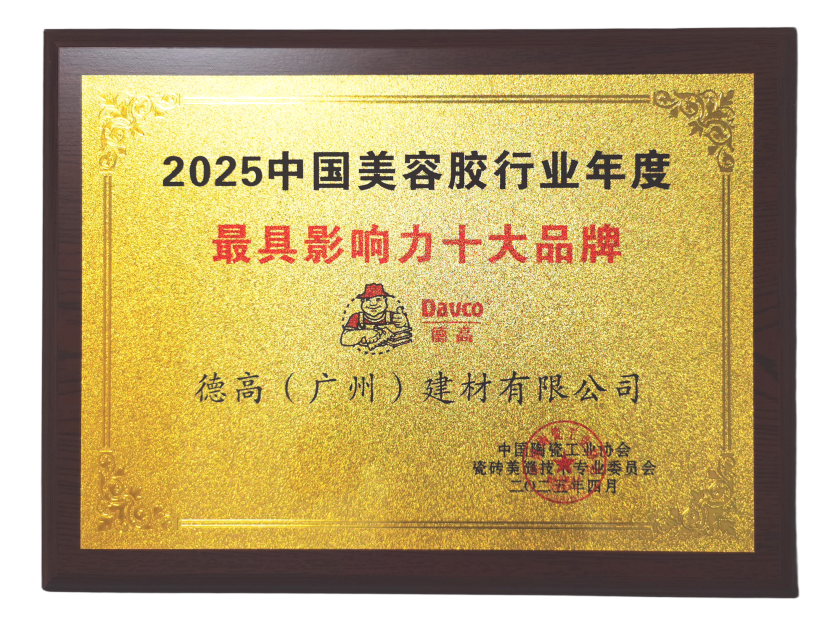 2025中国美容胶行业年度
最具影响力十大品牌
Davco
德高
德高（广州）建材有限公司
中国陶瓷工业协会
瓷砖美缝技术专业委员会
二〇二五年四月